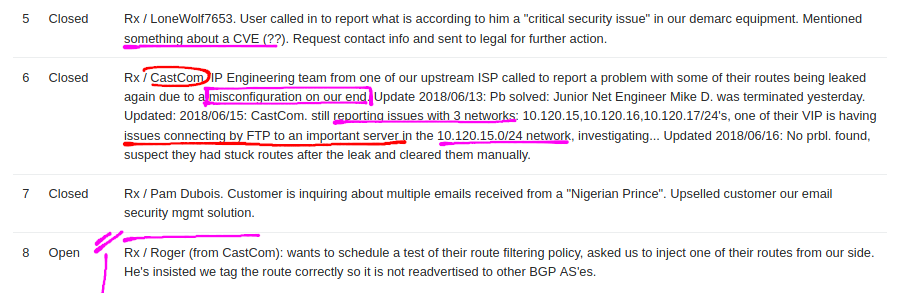 5 Closed Rx / LoneWolf7653. User called in to report what is according to him a "critical security issue" in our demarc equipment. Mentioned
something about a CVE (??). Request contact info and sent to legal for further action.
6 Closed Rx / CastCom. IP Engineering team from one of our upstream ISP called to report a problem with some of their routes being leaked
again due to a misconfiguration on our end. Update 2018/06/13: Pb solved: Junior Net Engineer Mike D. was terminated yesterday.
Updated: 2018/06/15: CastCom. still reporting issues with 3 networks: 10.120.15,10.120.16,10.120.17/24's, one of their VIP is having
issues connecting by FTP to an important server in the 10.120.15.0/24 network, investigating... Updated 2018/06/16: No prbl. found,
suspect they had stuck routes after the leak and cleared them manually.
7 Closed Rx / Pam Dubois. Customer is inquiring about multiple emails received from a "Nigerian Prince". Upselled customer our email
security mgmt solution.
8 Open Rx / Roger (from CastCom): wants to schedule a test of their route filtering policy, asked us to inject one of their routes from our side.
He's insisted we tag the route correctly so it is not readvertised to other BGP AS'es.